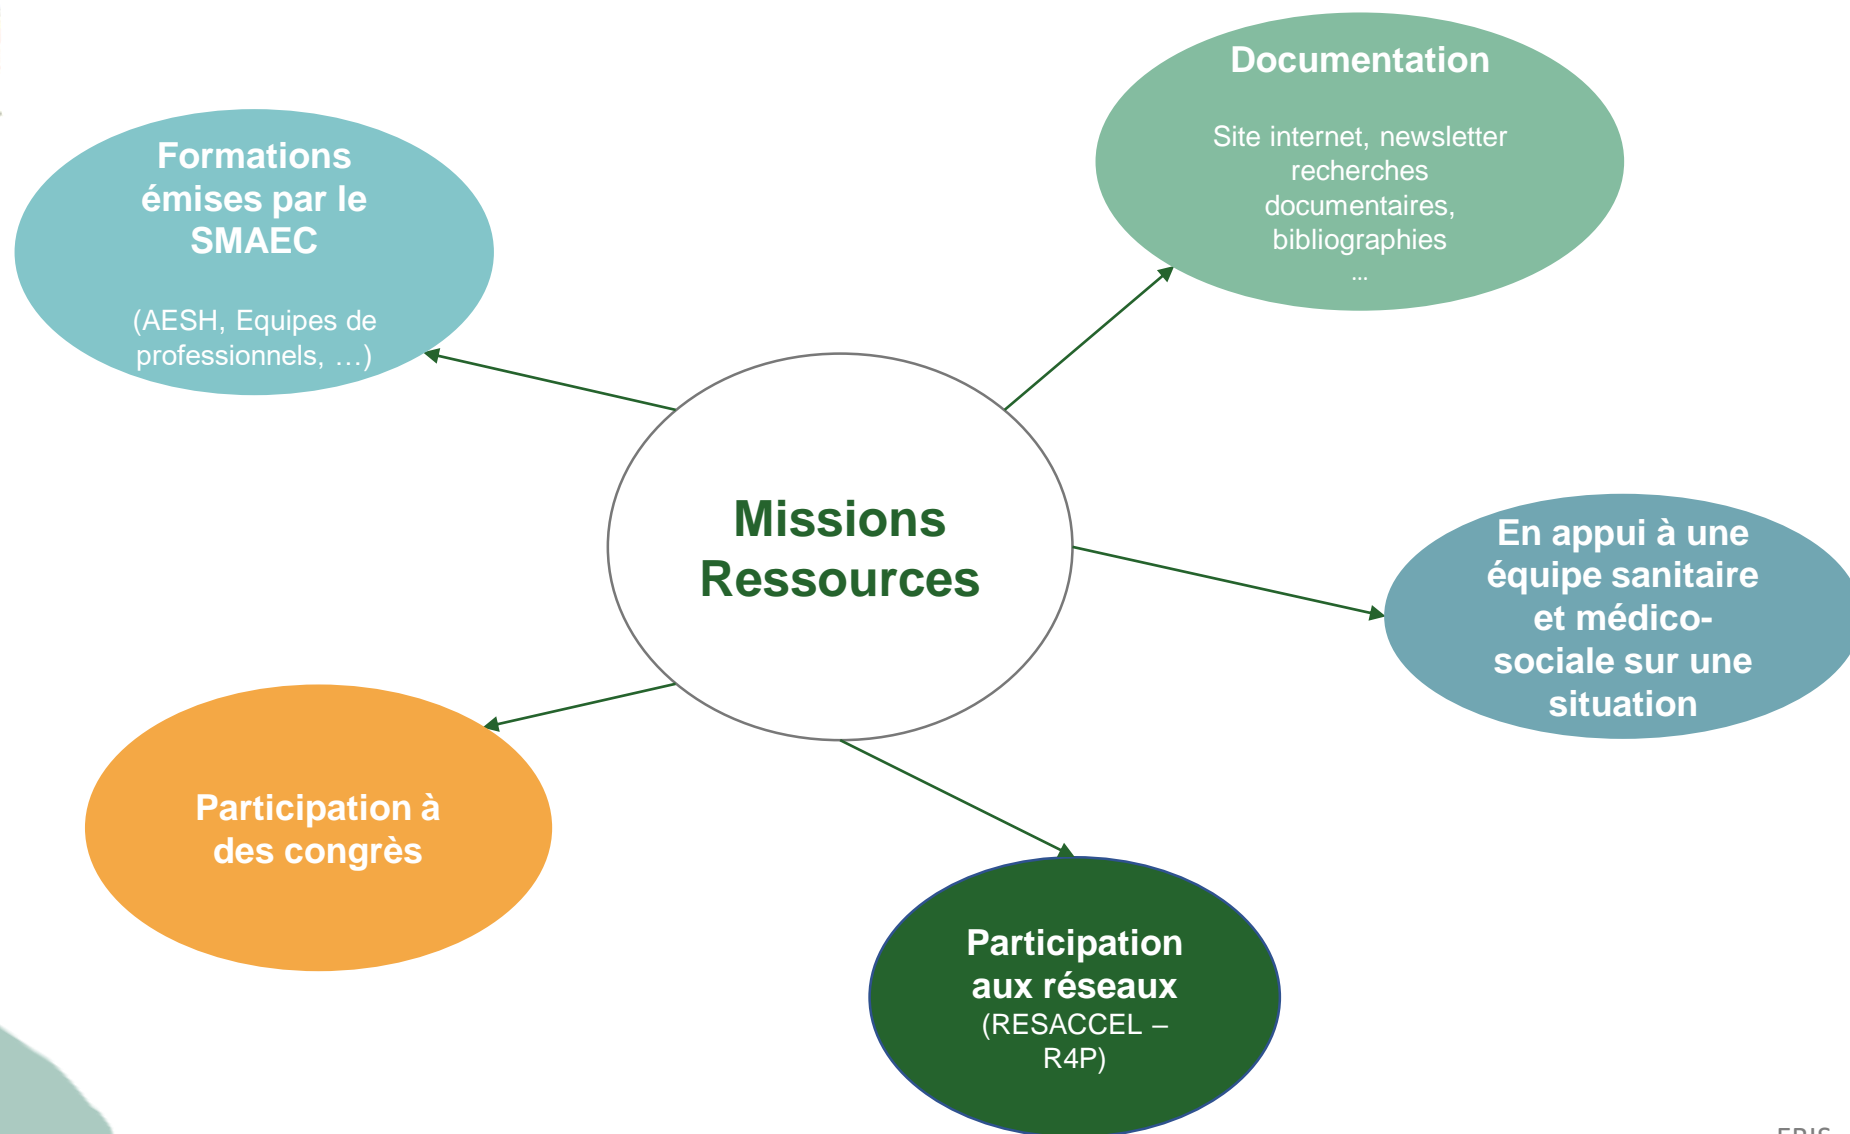 Documentation
Site internet, newsletter
recherches
documentaires,
bibliographies
...
Formations
émises par le
SMAEC
(AESH, Equipes de
professionnels, …)
Missions
Ressources
En appui à une
équipe sanitaire
et médico-
sociale sur une
situation
Participation à
des congrès
Participation
aux réseaux
(RESACCEL –
R4P)